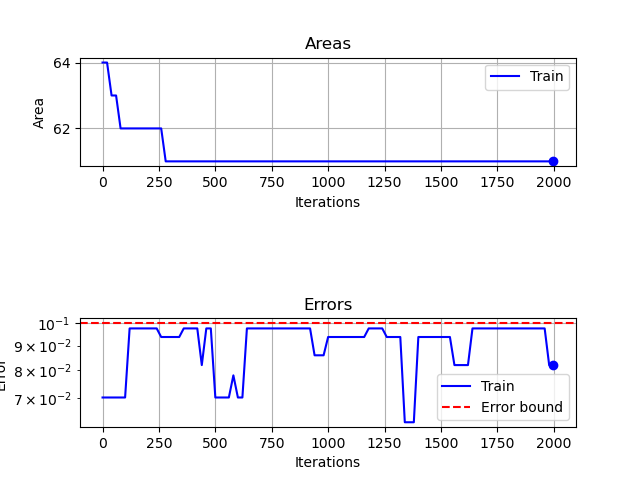 Areas
64
62
Area
Train
0 250 500 750 1000 1250 1500 1750 2000
Iterations
Errors
10⁻¹
9 × 10⁻²
8 × 10⁻²
7 × 10⁻²
Error
Train
Error bound
0 250 500 750 1000 1250 1500 1750 2000
Iterations